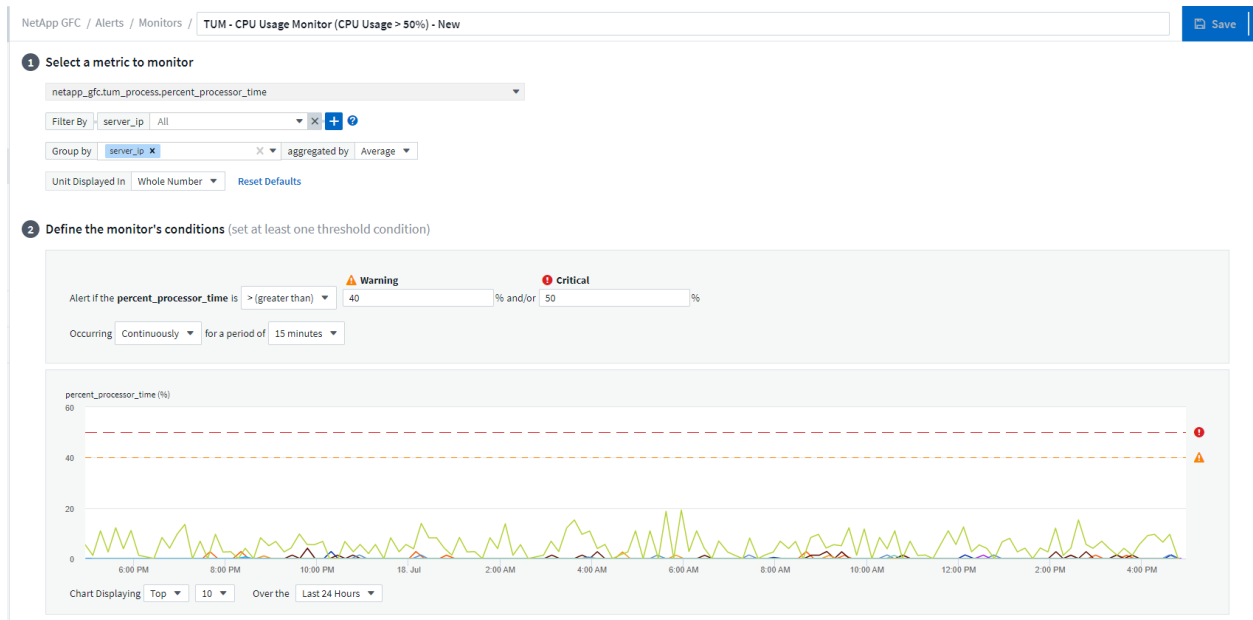 NetApp GFC / Alerts / Monitors / TUM - CPU Usage Monitor (CPU Usage > 50%) - New Save
1 Select a metric to monitor
netapp_gfc.tum_process.percent_processor_time
Filter By server_ip All
Group by server_ip aggregated by Average
Unit Displayed In Whole Number Reset Defaults
2 Define the monitor's conditions (set at least one threshold condition)
Warning Critical
Alert if the percent_processor_time is > (greater than) 40 % and/or 50 %
Occurring Continuously for a period of 15 minutes
percent_processor_time (%)
60
40
20
0
6:00 PM 8:00 PM 10:00 PM 18. Jul 2:00 AM 4:00 AM 6:00 AM 8:00 AM 10:00 AM 12:00 PM 2:00 PM 4:00 PM
Chart Displaying Top 10 Over the Last 24 Hours